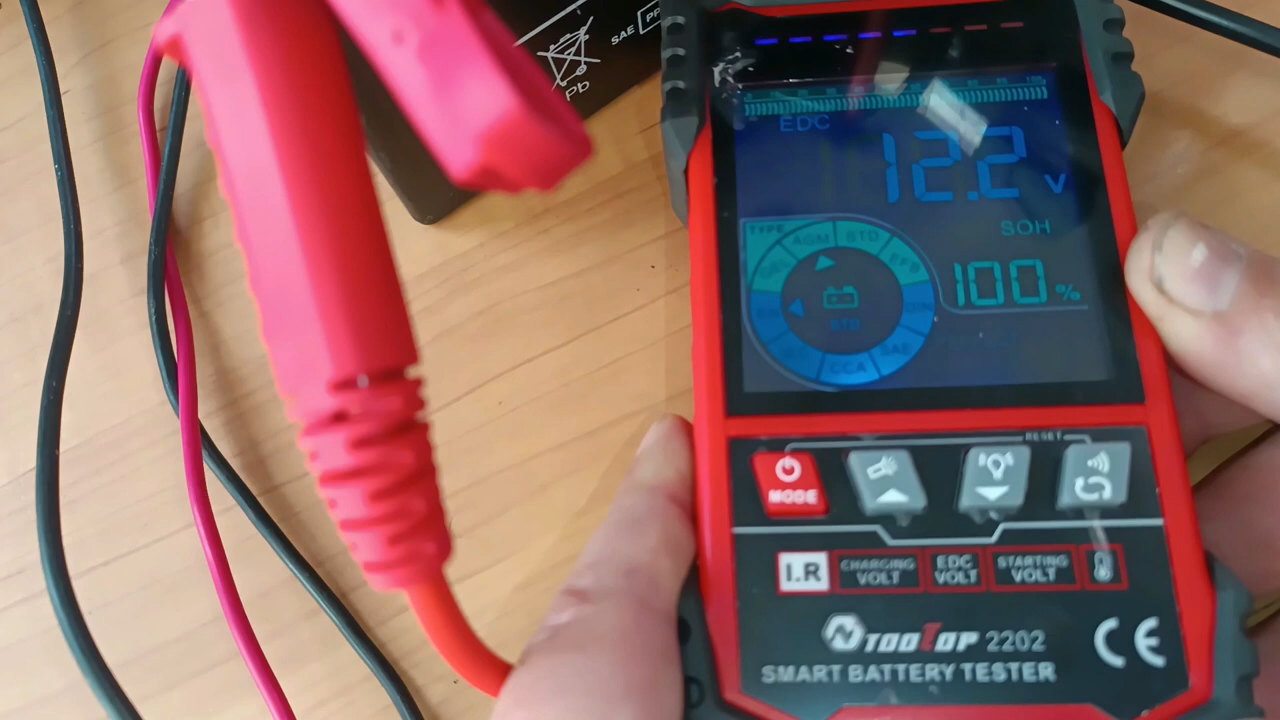 SAE
Pb
EDC
12.2 V
SOH
100%
TYPE
AGM
STD
EFB
CCA
SAE
STD
RESET
MODE
I.R
CHARGING
VOLT
EDC
VOLT
STARTING
VOLT
TOOLTOP 2202
CE
SMART BATTERY TESTER